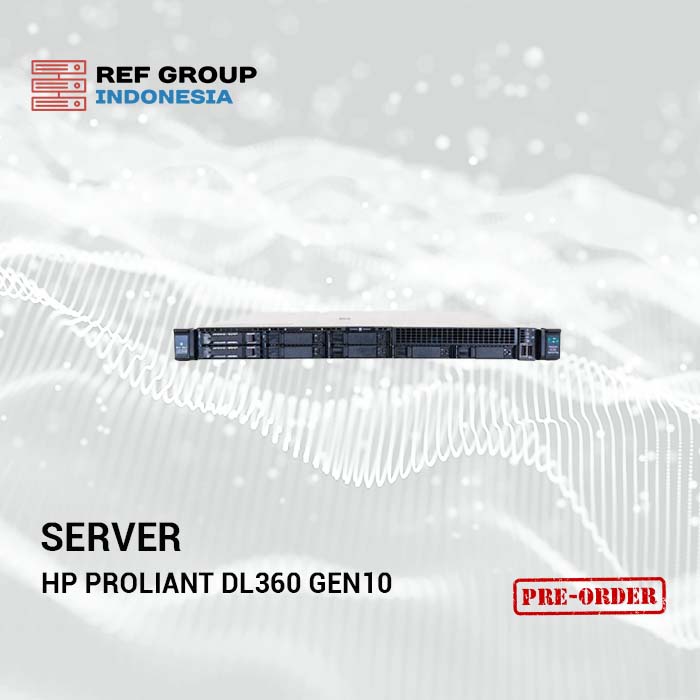 REF GROUP
INDONESIA
SERVER
HP PROLIANT DL360 GEN10
PRE-ORDER